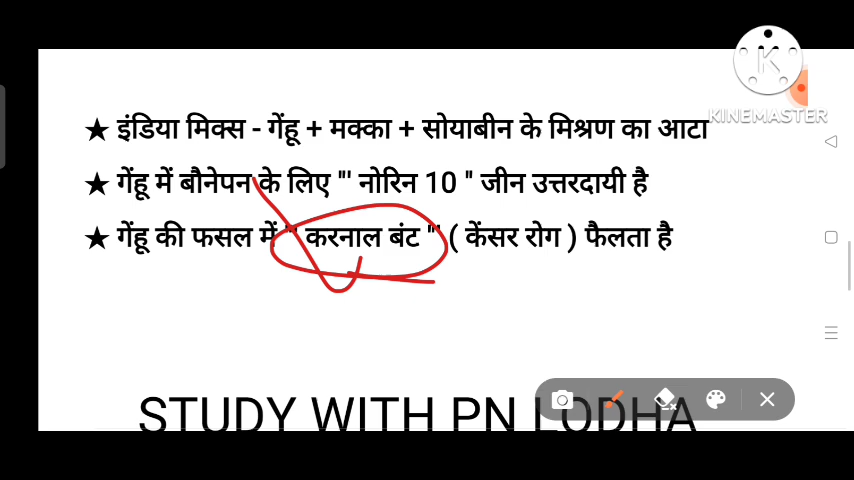 KINEMASTER
★ इंडिया मिक्स - गेंहू + मक्का + सोयाबीन के मिश्रण का आटा
★ गेंहू में बौनेपन के लिए "' नोरिन 10 " जीन उत्तरदायी है
★ गेंहू की फसल में " करनाल बंट "' ( केंसर रोग ) फैलता है
STUDY WITH PN LODHA